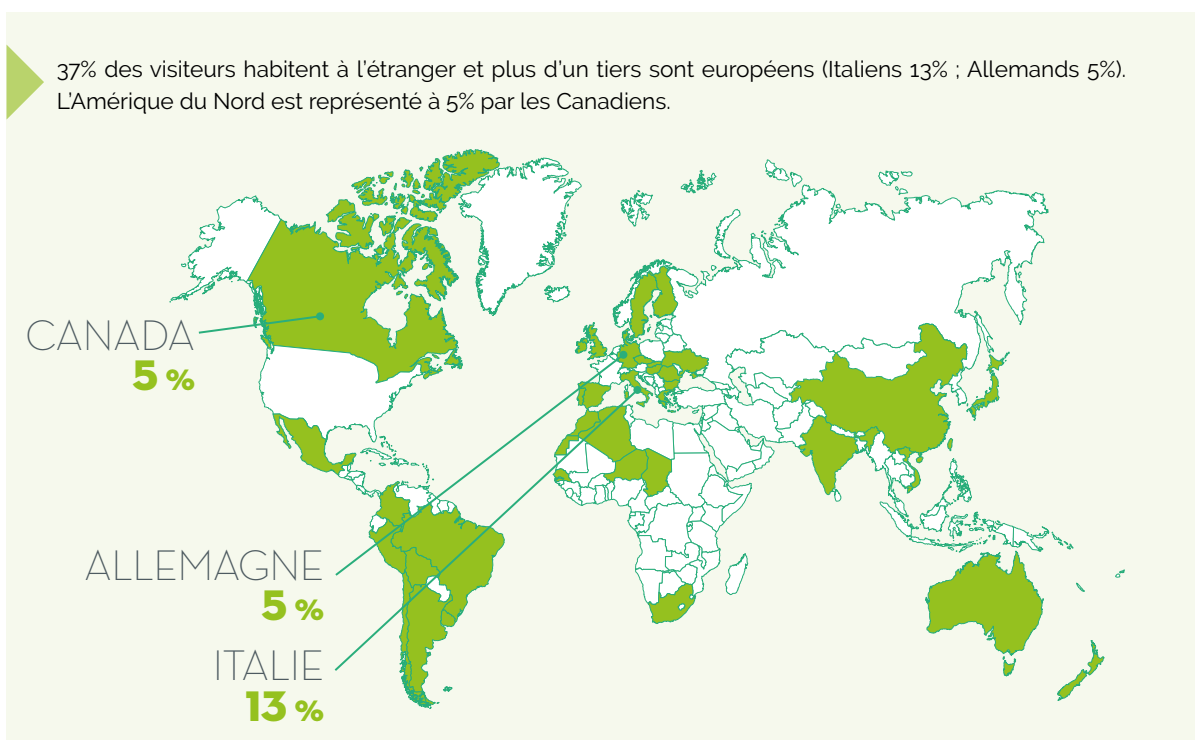 37% des visiteurs habitent à l'étranger et plus d'un tiers sont européens (Italiens 13% ; Allemands 5%).
L'Amérique du Nord est représenté à 5% par les Canadiens.
CANADA
5 %
ALLEMAGNE
5 %
ITALIE
13 %